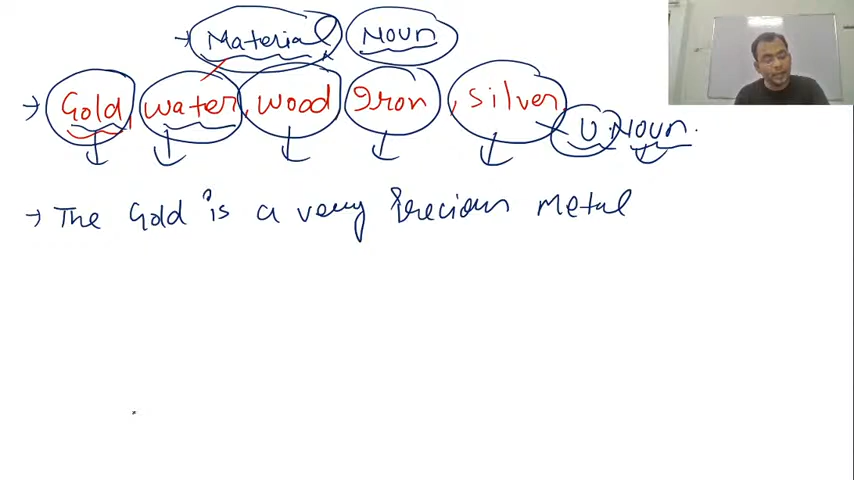 → Material Noun
→ Gold, water, wood, Iron, Silver
U. Noun.
→ The Gold is a very precious Metal